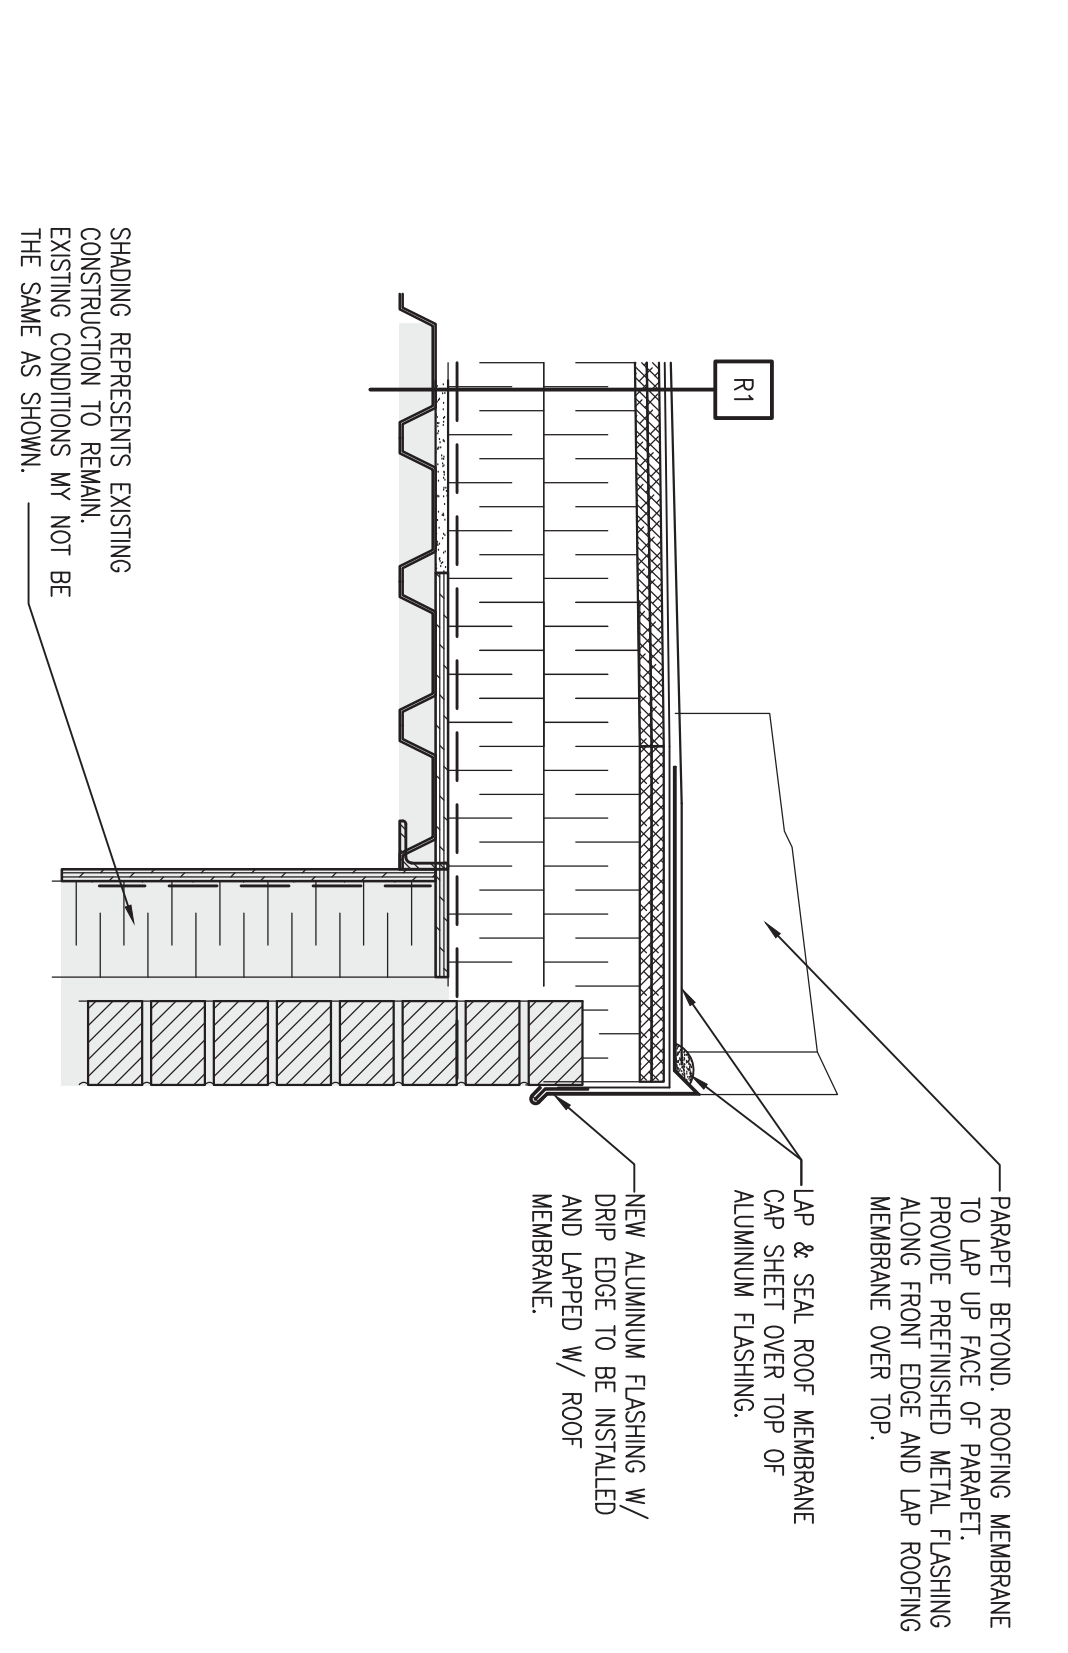 PARAPET BEYOND. ROOFING MEMBRANE
TO LAP UP FACE OF PARAPET.
PROVIDE PREFINISHED METAL FLASHING
ALONG FRONT EDGE AND LAP ROOFING
MEMBRANE OVER TOP.
LAP & SEAL ROOF MEMBRANE
CAP SHEET OVER TOP OF
ALUMINUM FLASHING.
R1
NEW ALUMINUM FLASHING W/
DRIP EDGE TO BE INSTALLED
AND LAPPED W/ ROOF
MEMBRANE.
SHADING REPRESENTS EXISTING
CONSTRUCTION TO REMAIN.
EXISTING CONDITIONS MY NOT BE
THE SAME AS SHOWN.